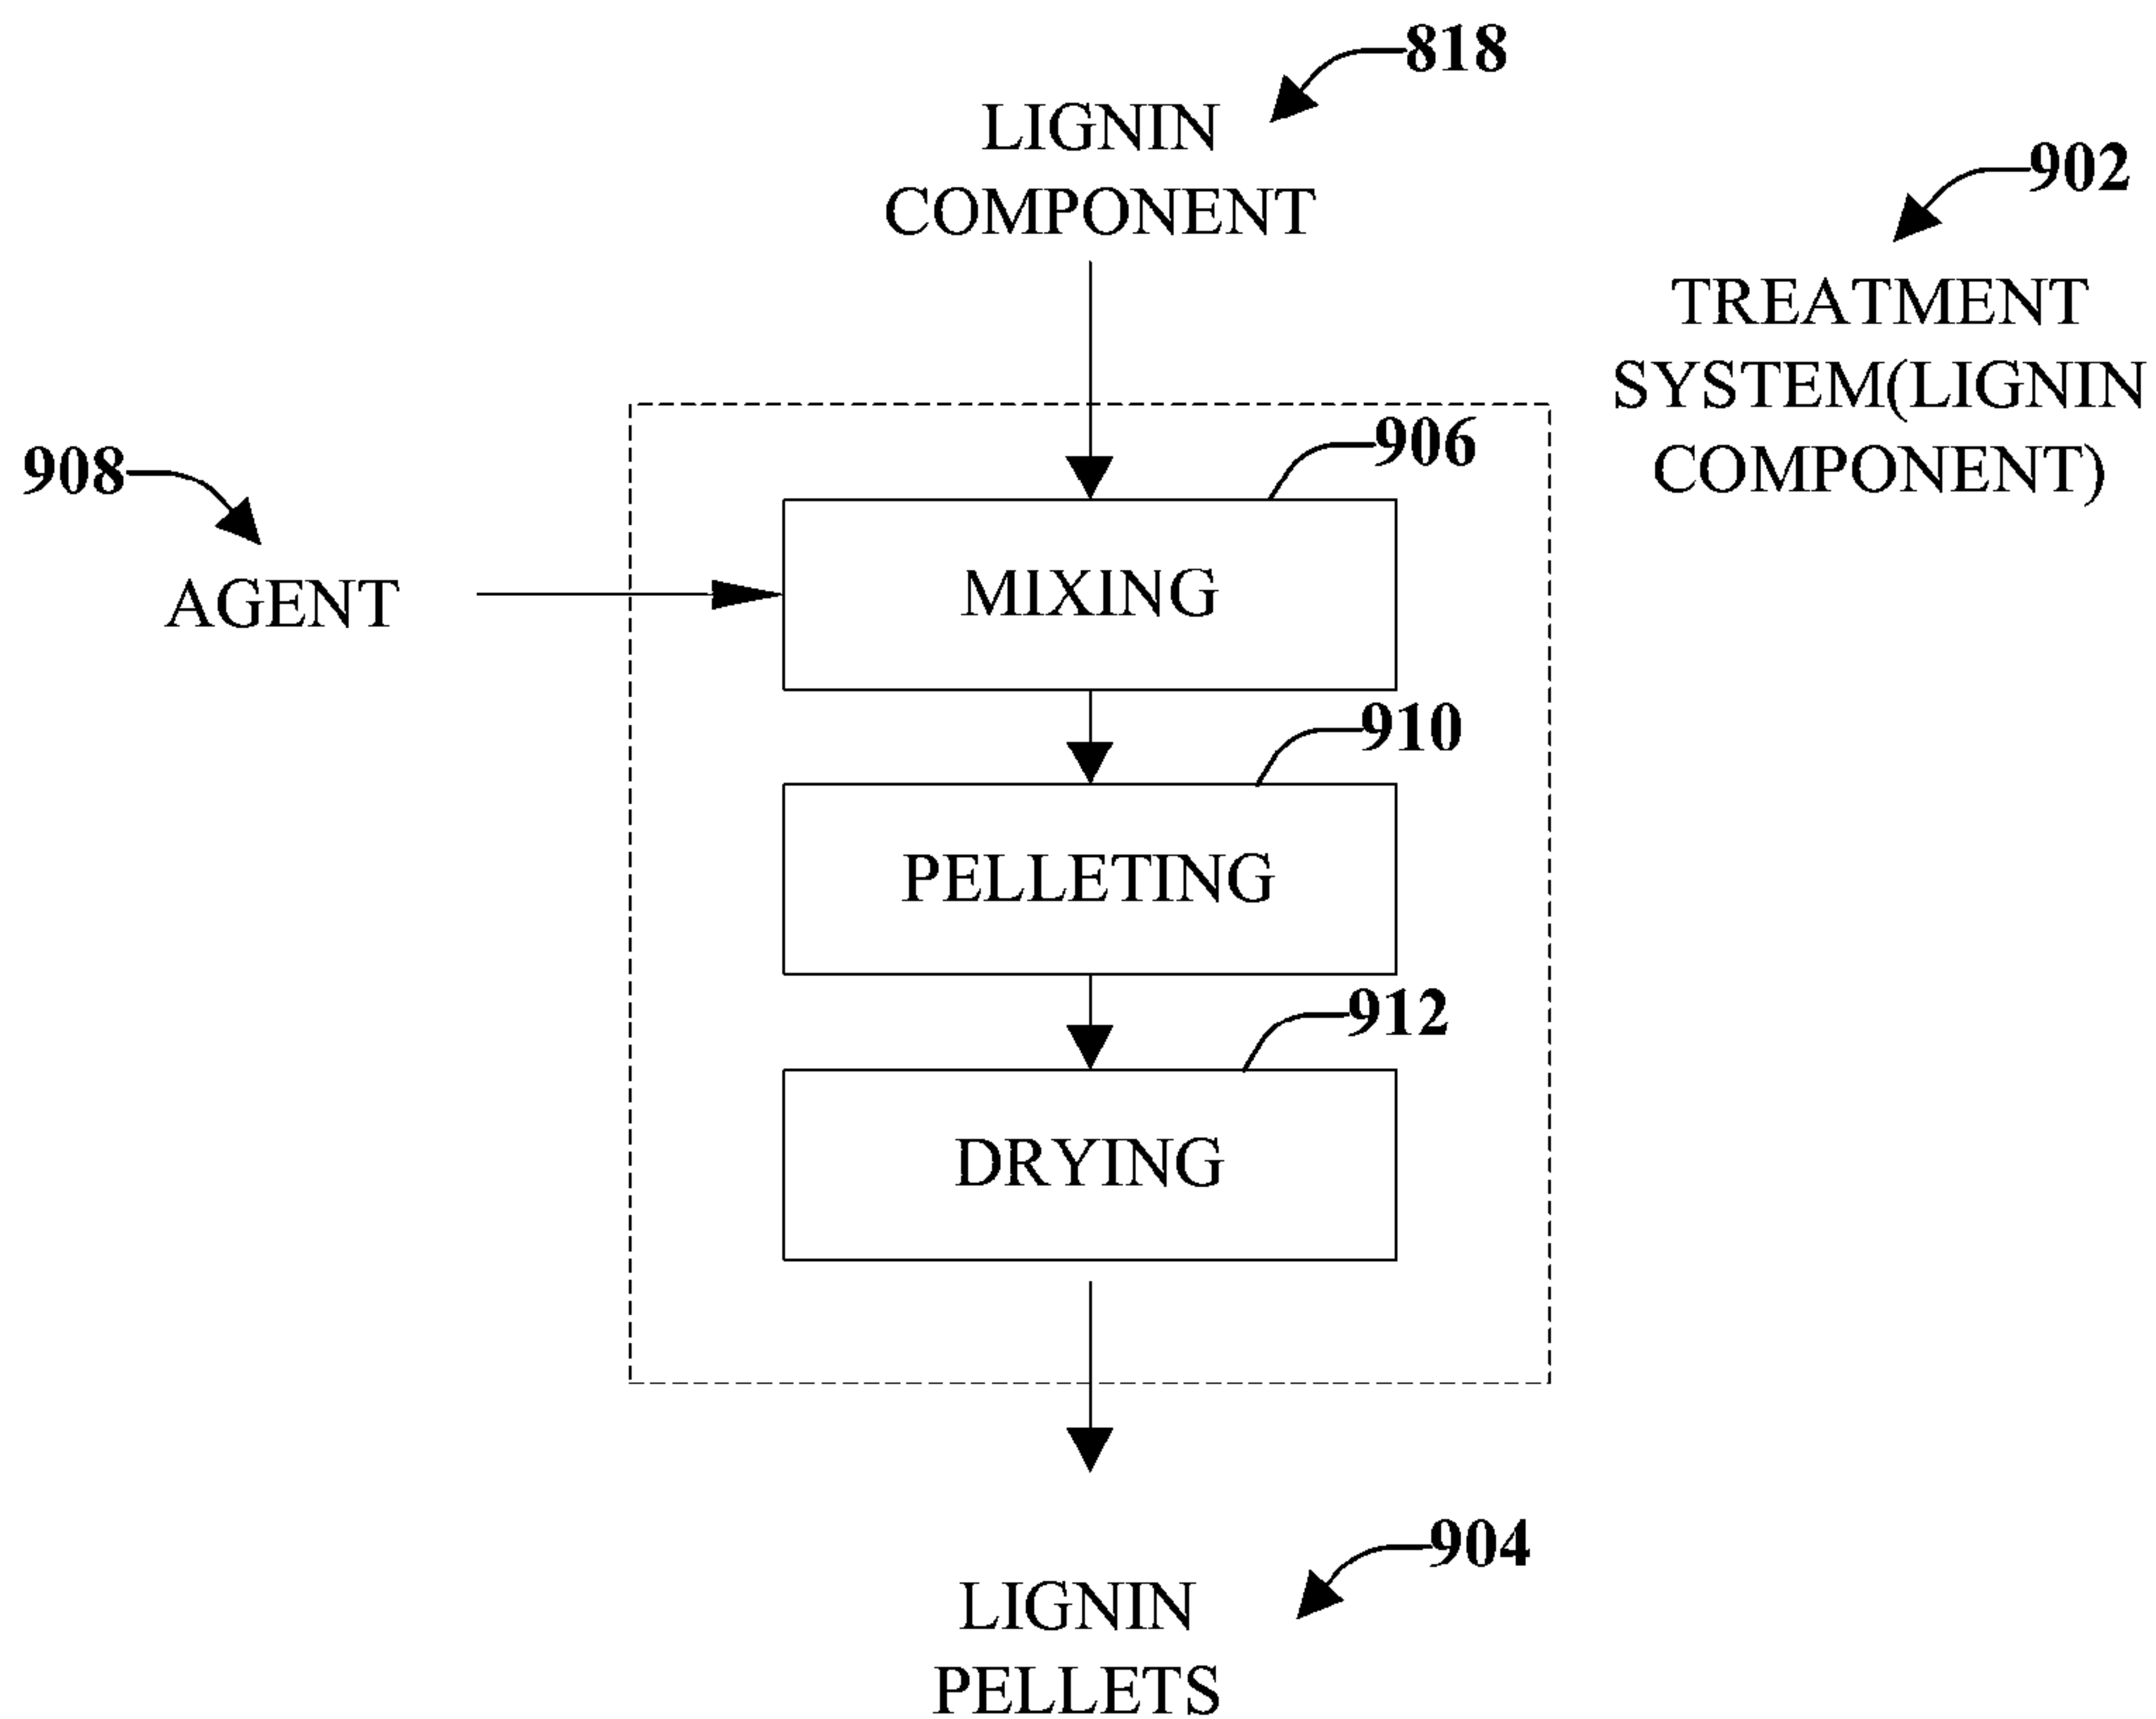 818
LIGNIN
COMPONENT
902
TREATMENT
SYSTEM(LIGNIN
COMPONENT)
906
908
AGENT
MIXING
910
PELLETING
912
DRYING
904
LIGNIN
PELLETS